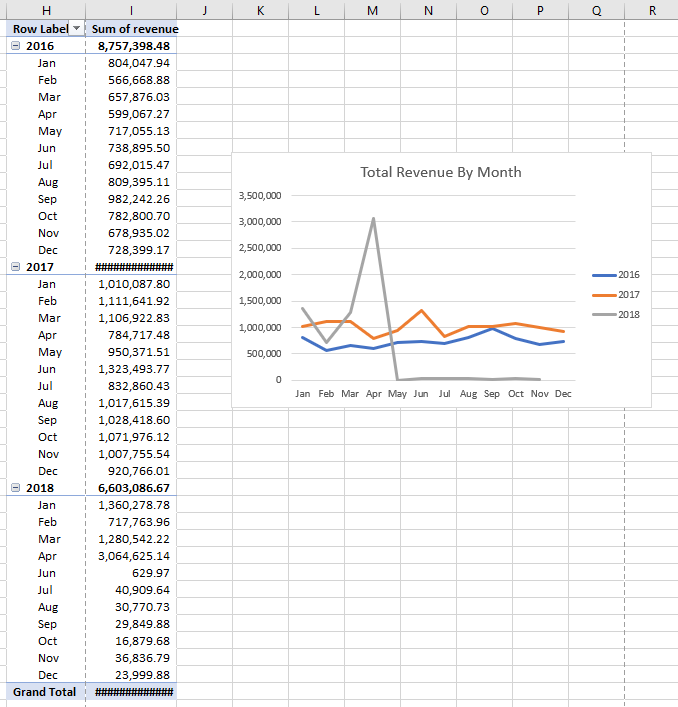 H I J K L M N O P Q R
Row Label Sum of revenue
2016 8,757,398.48
Jan 804,047.94
Feb 566,668.88
Mar 657,876.03
Apr 599,067.27
May 717,055.13
Jun 738,895.50
Jul 692,015.47
Aug 809,395.11
Sep 982,242.26
Oct 782,800.70
Nov 678,935.02
Dec 728,399.17
2017 #############
Jan 1,010,087.80
Feb 1,111,641.92
Mar 1,106,922.83
Apr 784,717.48
May 950,371.51
Jun 1,323,493.77
Jul 832,860.43
Aug 1,017,615.39
Sep 1,028,418.60
Oct 1,071,976.12
Nov 1,007,755.54
Dec 920,766.01
2018 6,603,086.67
Jan 1,360,278.78
Feb 717,763.96
Mar 1,280,542.22
Apr 3,064,625.14
Jun 629.97
Jul 40,909.64
Aug 30,770.73
Sep 29,849.88
Oct 16,879.68
Nov 36,836.79
Dec 23,999.88
Grand Total #############
Total Revenue By Month
3,500,000
3,000,000
2,500,000
2,000,000
1,500,000
1,000,000
500,000
0
Jan Feb Mar Apr May Jun Jul Aug Sep Oct Nov Dec
2016
2017
2018